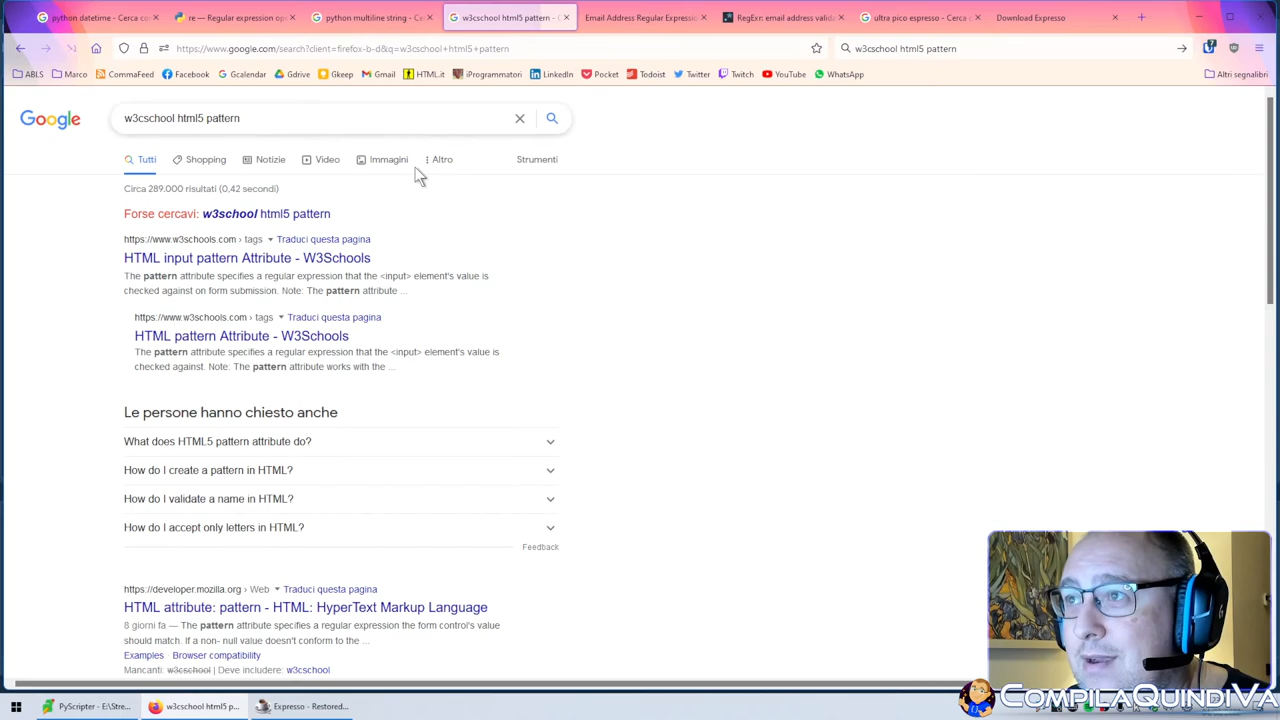 python datetime - Cerca co
re — Regular expression ope
python multiline string - Cerc
w3cschool html5 pattern - C
Email Address Regular Expressio
RegExr: email address valida
ultra pico espresso - Cerca c
Download Expresso
https://www.google.com/search?client=firefox-b-d&q=w3cschool+html5+pattern
w3cschool html5 pattern
ABLS Marco CommaFeed Facebook Gcalendar Gdrive Gkeep Gmail HTML.it iProgrammatori LinkedIn Pocket Todoist Twitter Twitch YouTube WhatsApp Altri segnalibri
Google
w3cschool html5 pattern
Tutti Shopping Notizie Video Immagini Altro Strumenti
Circa 289.000 risultati (0,42 secondi)
Forse cercavi: w3school html5 pattern
https://www.w3schools.com › tags Traduci questa pagina
HTML input pattern Attribute - W3Schools
The pattern attribute specifies a regular expression that the <input> element's value is
checked against on form submission. Note: The pattern attribute ...
https://www.w3schools.com › tags Traduci questa pagina
HTML pattern Attribute - W3Schools
The pattern attribute specifies a regular expression that the <input> element's value is
checked against. Note: The pattern attribute works with the ...
Le persone hanno chiesto anche
What does HTML5 pattern attribute do?
How do I create a pattern in HTML?
How do I validate a name in HTML?
How do I accept only letters in HTML?
Feedback
https://developer.mozilla.org › Web Traduci questa pagina
HTML attribute: pattern - HTML: HyperText Markup Language
8 giorni fa — The pattern attribute specifies a regular expression the form control's value
should match. If a non- null value doesn't conform to the ...
Examples · Browser compatibility
Mancanti: w3cschool | Deve includere: w3cschool
COMPILAQUINDIVA
PyScripter - E:\Stre...
w3cschool html5 p...
Expresso - Restored...